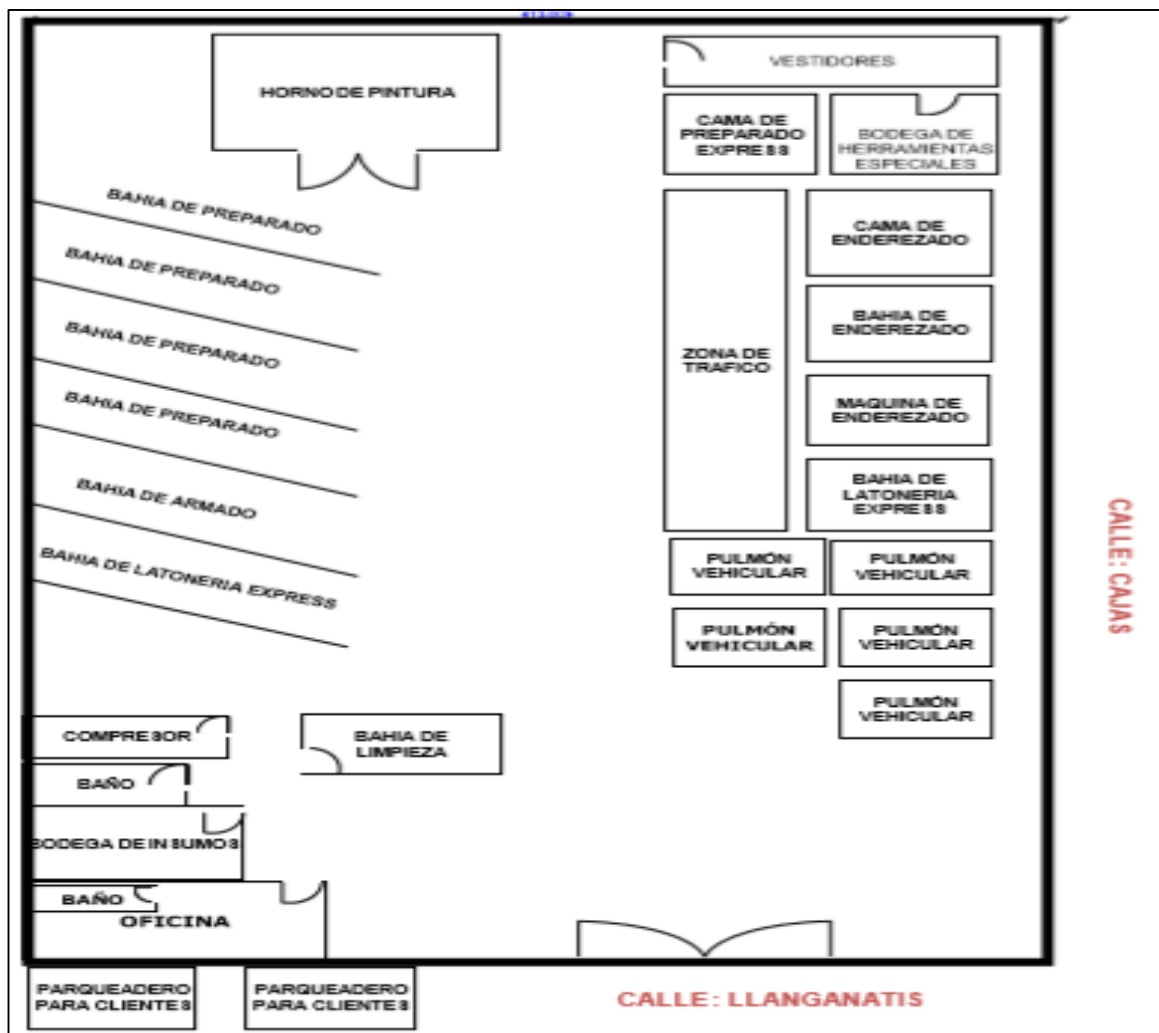 VESTIDORES
HORNO DE PINTURA
CAMA DE
PREPARADO
EXPRESS
BODEGA DE
HERRAMIENTAS
ESPECIALES
BAHIA DE PREPARADO
CAMA DE
ENDEREZADO
BAHIA DE PREPARADO
BAHIA DE
ENDEREZADO
BAHIA DE PREPARADO
ZONA DE
TRAFICO
BAHIA DE PREPARADO
MAQUINA DE
ENDEREZADO
BAHIA DE ARMADO
BAHIA DE
LATONERIA
EXPRESS
BAHIA DE LATONERIA EXPRESS
PULMÓN
VEHICULAR
PULMÓN
VEHICULAR
PULMÓN
VEHICULAR
PULMÓN
VEHICULAR
PULMÓN
VEHICULAR
CALLE: CAJAS
COMPRESOR
BAHIA DE
LIMPIEZA
BAÑO
BODEGA DE INSUMOS
BAÑO
OFICINA
PARQUEADERO
PARA CLIENTES
PARQUEADERO
PARA CLIENTES
CALLE: LLANGANATIS